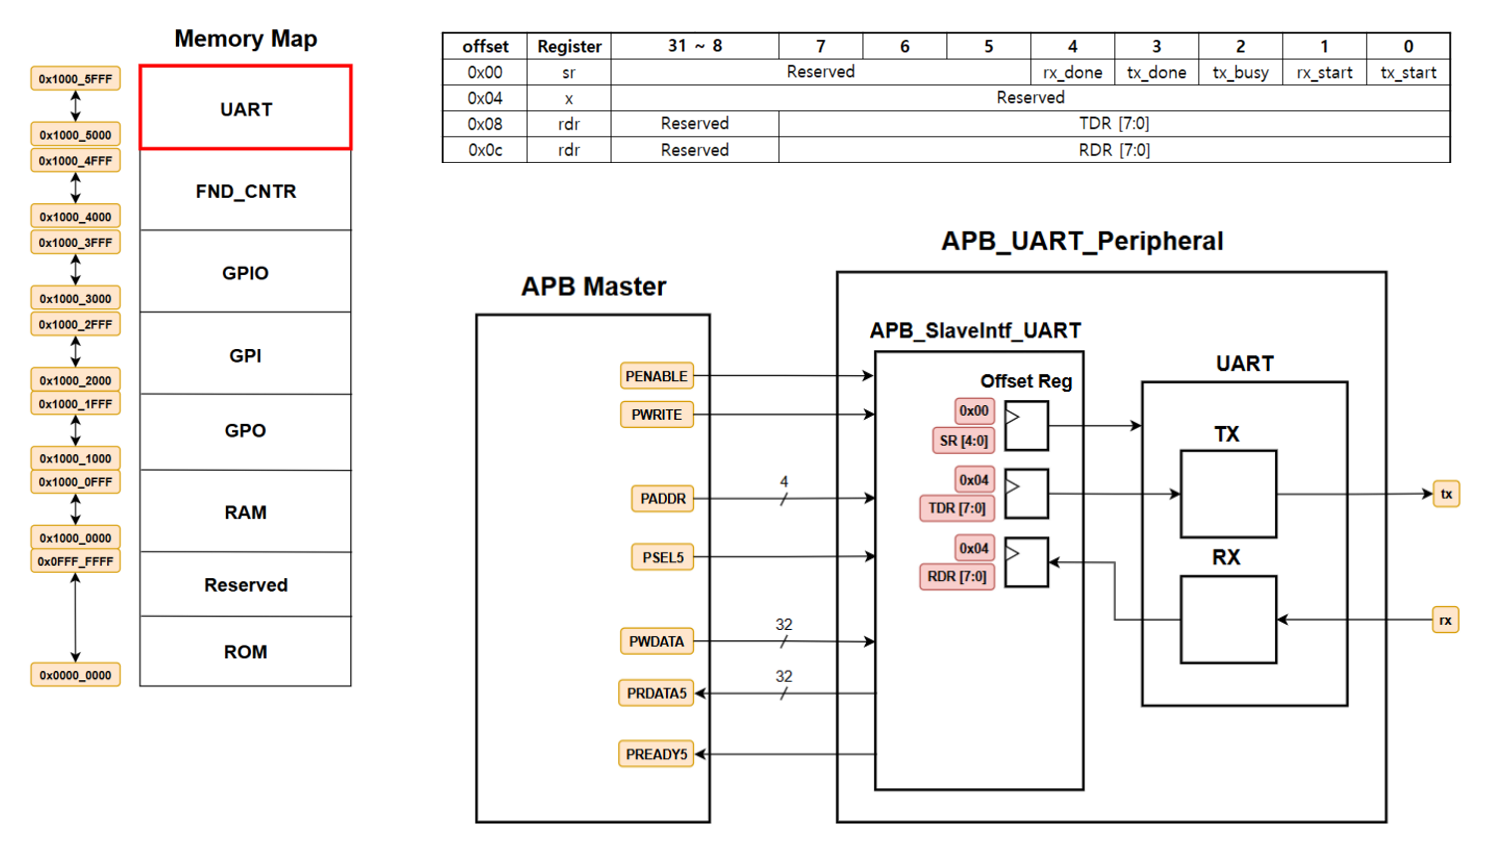 Memory Map
0x1000_5FFF
UART
0x1000_5000
0x1000_4FFF
FND_CNTR
0x1000_4000
0x1000_3FFF
GPIO
0x1000_3000
0x1000_2FFF
GPI
0x1000_2000
0x1000_1FFF
GPO
0x1000_1000
0x1000_0FFF
RAM
0x1000_0000
0x0FFF_FFFF
Reserved
ROM
0x0000_0000
offset Register 31 ~ 8 7 6 5 4 3 2 1 0
0x00 sr Reserved rx_done tx_done tx_busy rx_start tx_start
0x04 x Reserved
0x08 rdr Reserved TDR [7:0]
0x0c rdr Reserved RDR [7:0]
APB Master
PENABLE
PWRITE
PADDR
4
PSEL5
PWDATA
32
PRDATA5
32
PREADY5
APB_UART_Peripheral
APB_SlaveIntf_UART
Offset Reg
0x00
SR [4:0]
0x04
TDR [7:0]
0x04
RDR [7:0]
UART
TX
RX
tx
rx